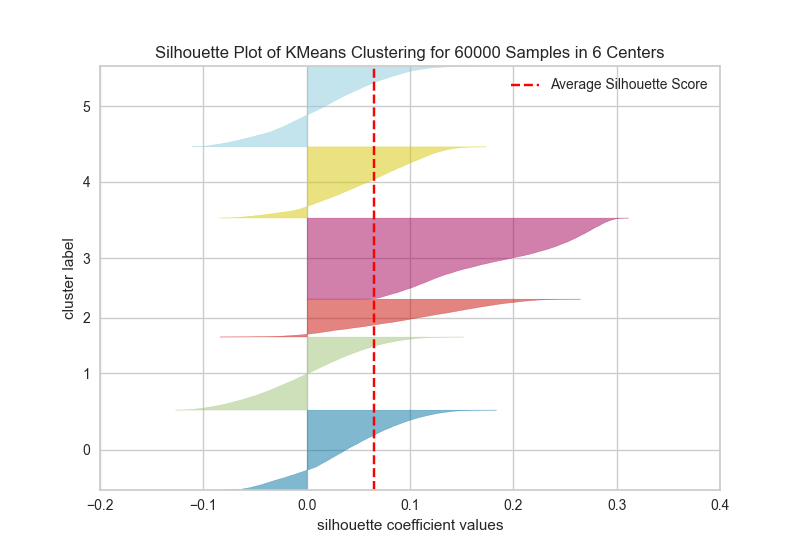 Silhouette Plot of KMeans Clustering for 60000 Samples in 6 Centers
Average Silhouette Score
5
4
3
2
1
0
cluster label
−0.2 −0.1 0.0 0.1 0.2 0.3 0.4
silhouette coefficient values